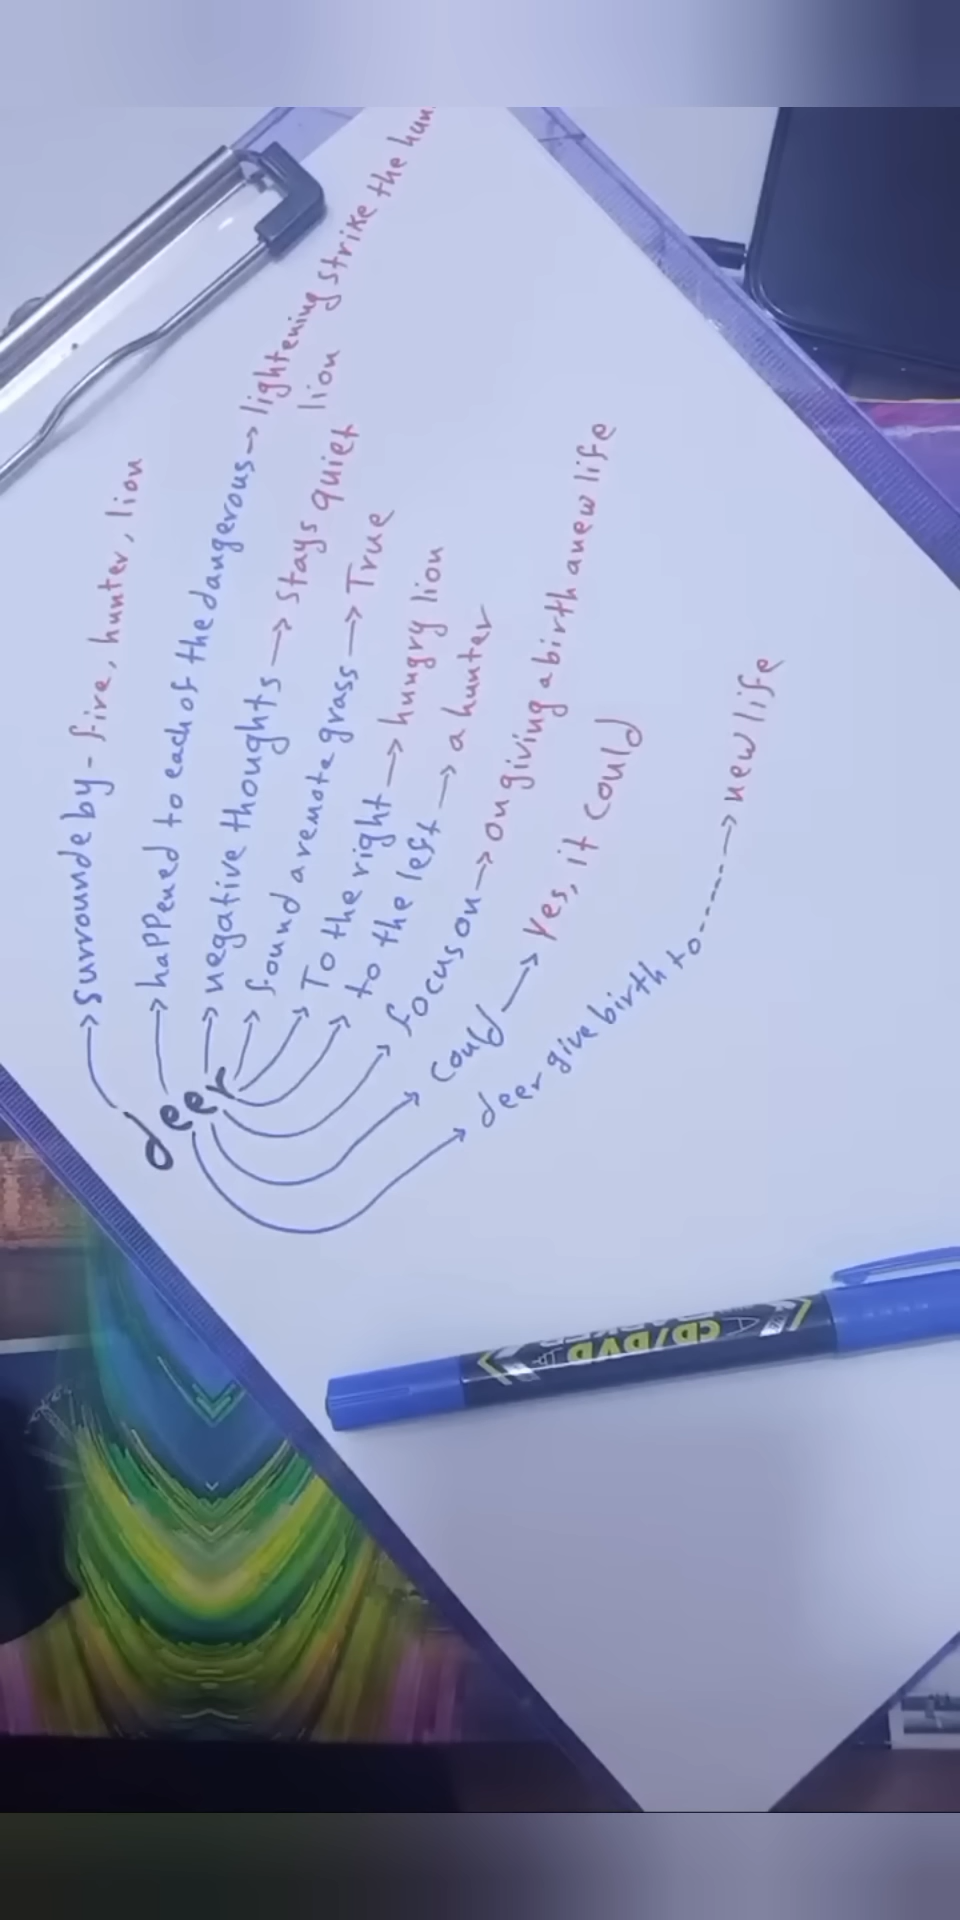 deer
→ surrounde by - fire, hunter, lion
→ happened to each of the dangerous → lightening strike the hun
lion
→ negative thoughts → stays quiet
→ found a remote grass → True
→ To the right → hungry lion
→ to the left → a hunter
→ focus on → on giving a birth a new life
→ could → Yes, it could
→ deer give birth to -----→ new life
CD/DVD
MARKER